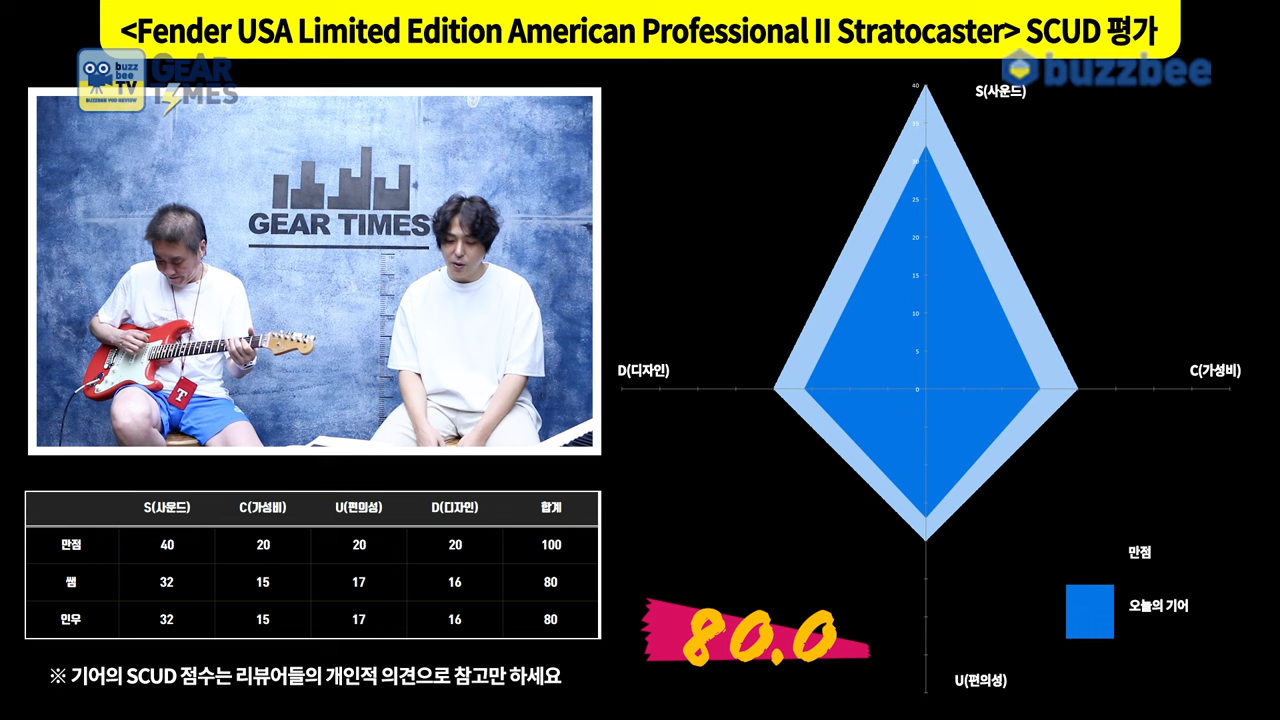 <Fender USA Limited Edition American Professional II Stratocaster> SCUD 평가
buzz
bee
TV
BUZZBEE VOD REVIEW
GEAR
TIMES
buzzbee
GEAR TIMES
T
S(사운드)
40
35
30
25
20
15
10
5
0
D(디자인)
C(가성비)
U(편의성)
S(사운드) C(가성비) U(편의성) D(디자인) 합계
만점 40 20 20 20 100
쌤 32 15 17 16 80
민우 32 15 17 16 80
80.0
만점
오늘의 기어
※ 기어의 SCUD 점수는 리뷰어들의 개인적 의견으로 참고만 하세요